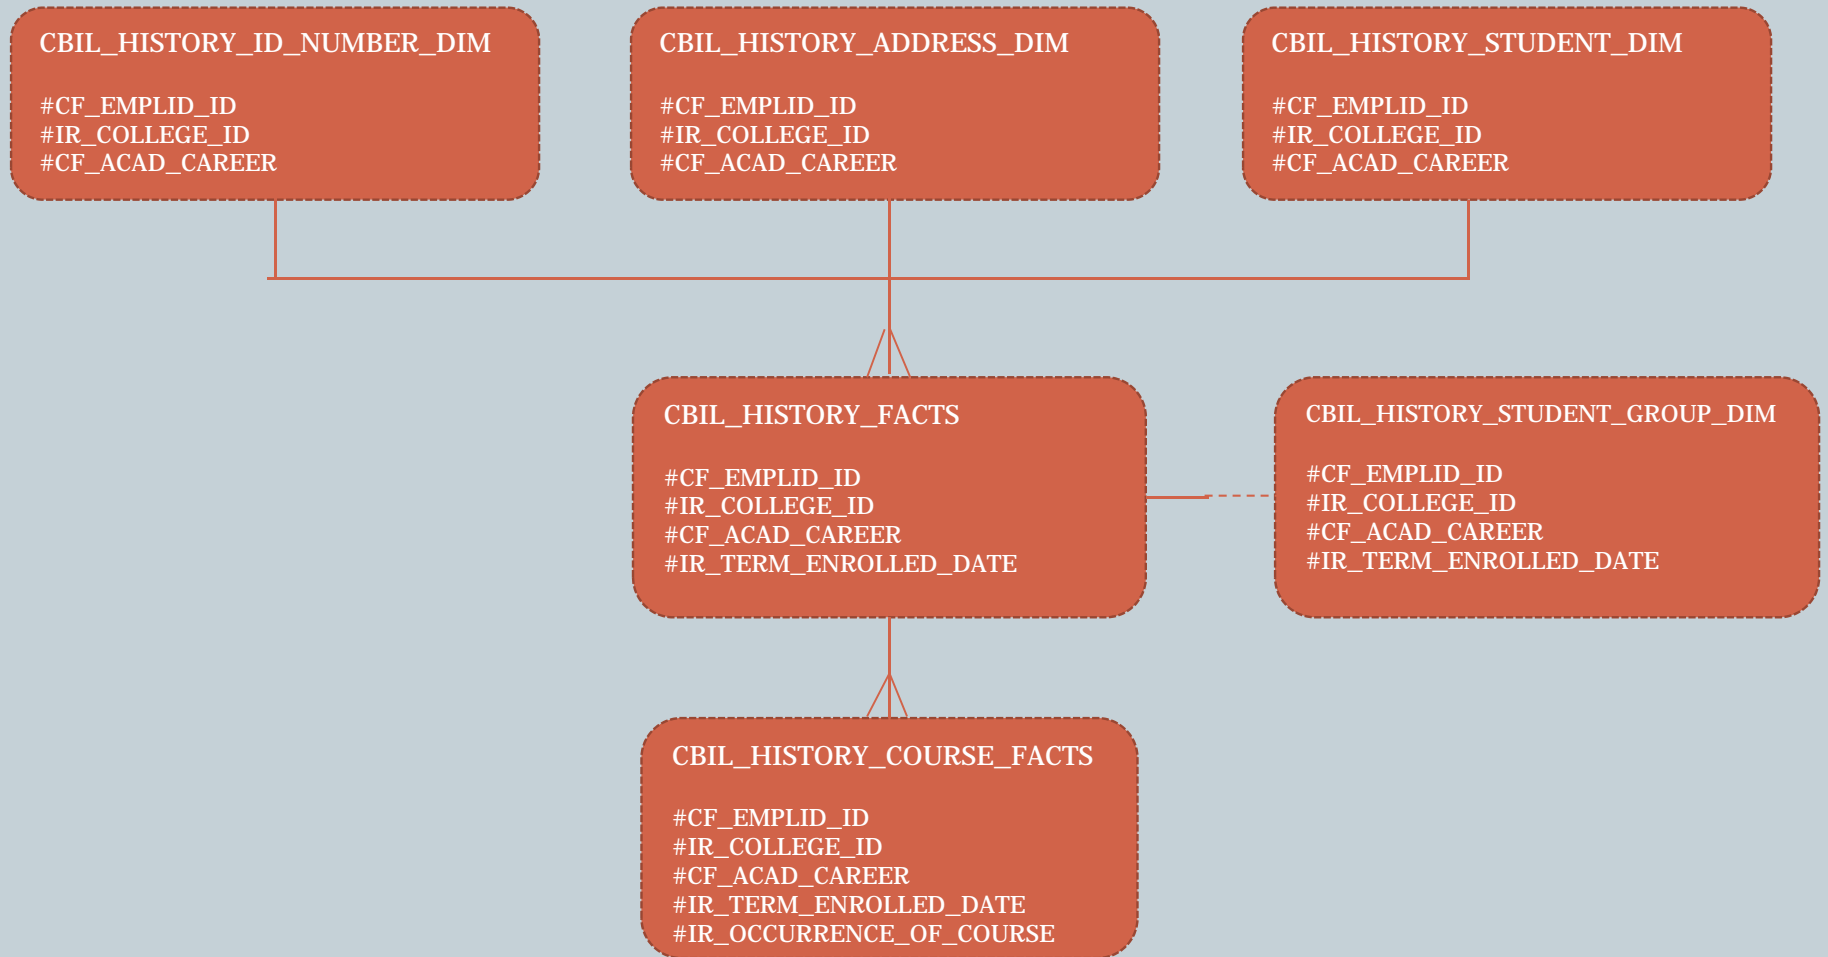 CBIL_HISTORY_ID_NUMBER_DIM
#CF_EMPLID_ID
#IR_COLLEGE_ID
#CF_ACAD_CAREER
CBIL_HISTORY_ADDRESS_DIM
#CF_EMPLID_ID
#IR_COLLEGE_ID
#CF_ACAD_CAREER
CBIL_HISTORY_STUDENT_DIM
#CF_EMPLID_ID
#IR_COLLEGE_ID
#CF_ACAD_CAREER
CBIL_HISTORY_FACTS
#CF_EMPLID_ID
#IR_COLLEGE_ID
#CF_ACAD_CAREER
#IR_TERM_ENROLLED_DATE
CBIL_HISTORY_STUDENT_GROUP_DIM
#CF_EMPLID_ID
#IR_COLLEGE_ID
#CF_ACAD_CAREER
#IR_TERM_ENROLLED_DATE
CBIL_HISTORY_COURSE_FACTS
#CF_EMPLID_ID
#IR_COLLEGE_ID
#CF_ACAD_CAREER
#IR_TERM_ENROLLED_DATE
#IR_OCCURRENCE_OF_COURSE